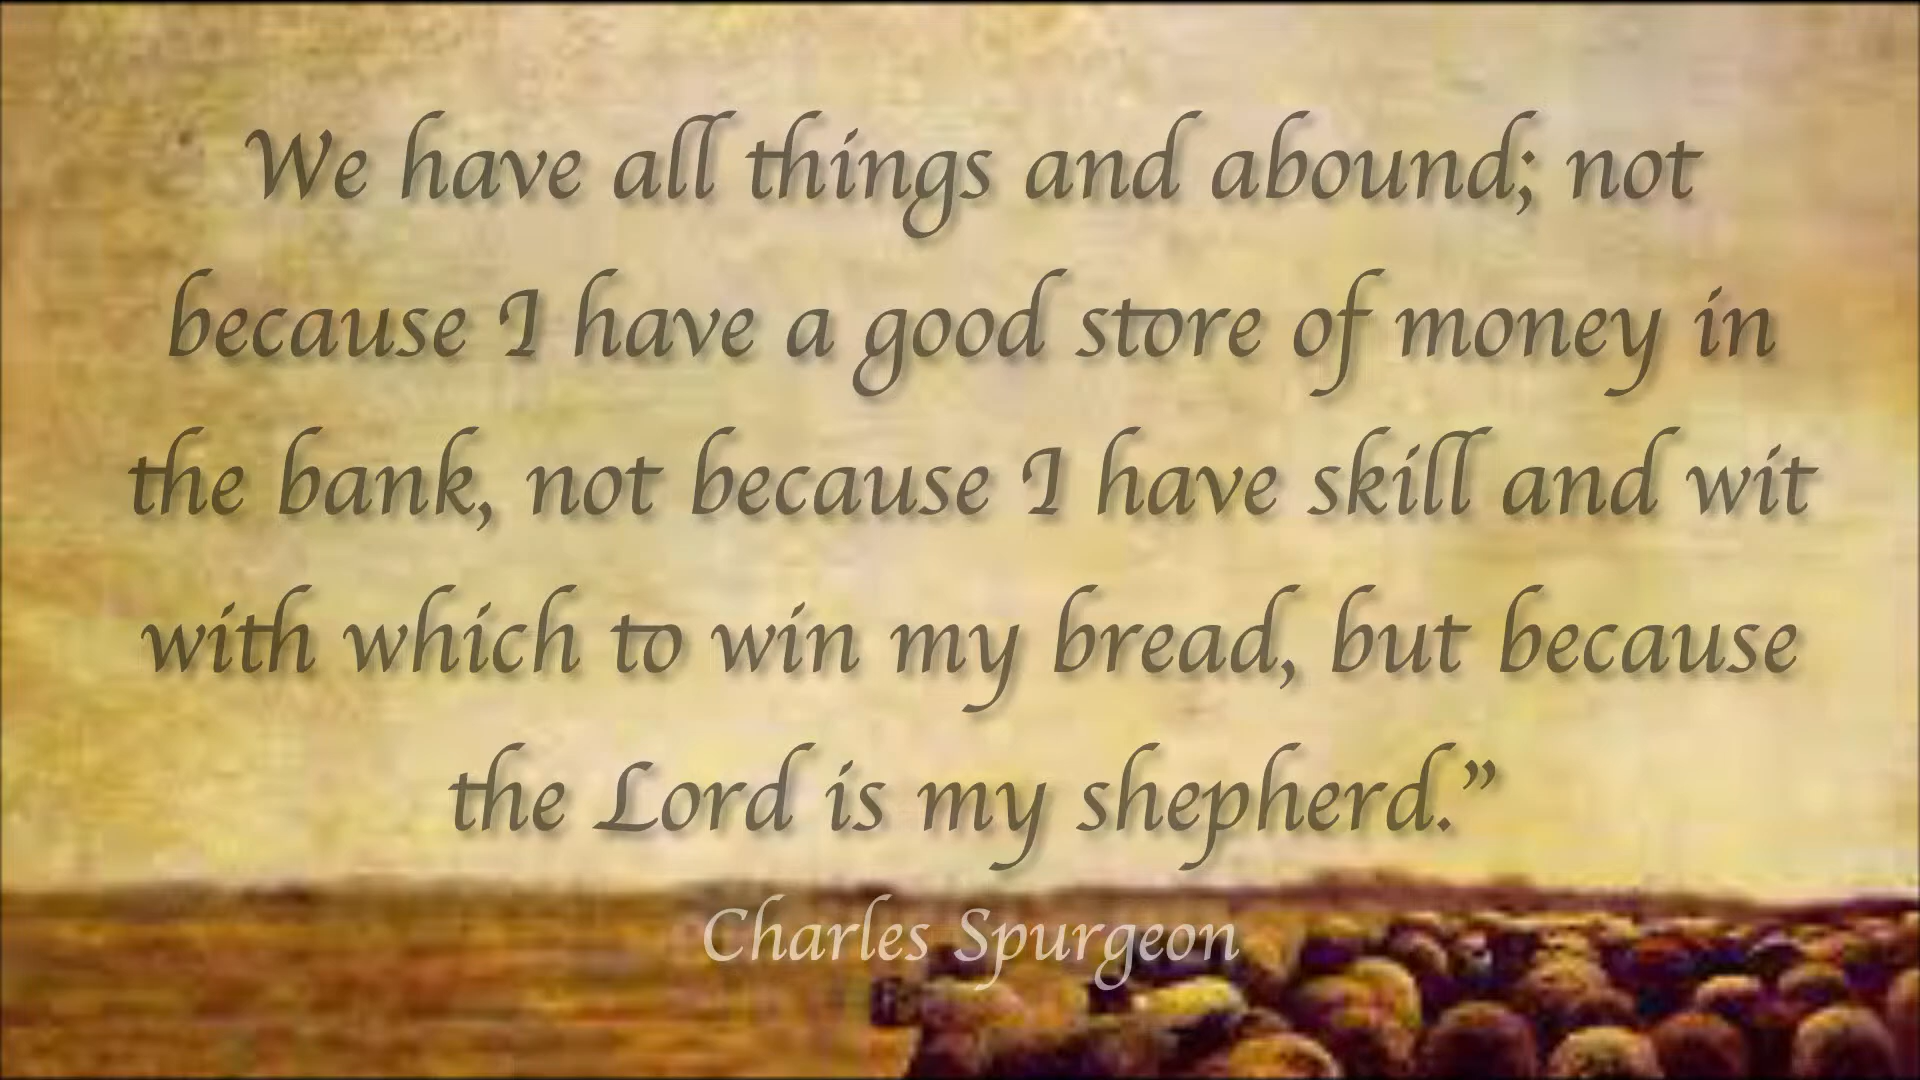 We have all things and abound; not
because I have a good store of money in
the bank, not because I have skill and wit
with which to win my bread, but because
the Lord is my shepherd.”
Charles Spurgeon